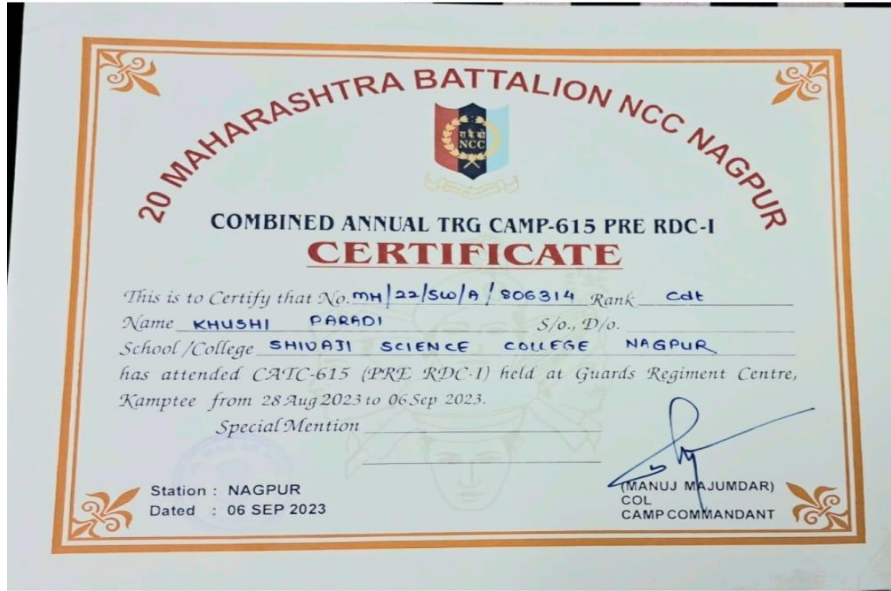 20 MAHARASHTRA BATTALION NCC NAGPUR
NCC
COMBINED ANNUAL TRG CAMP-615 PRE RDC-I
CERTIFICATE
This is to Certify that No. MH/22/SW/A/806314 Rank Cdt
Name KHUSHI PARADI S/o., D/o.
School/College SHIVAJI SCIENCE COLLEGE NAGPUR
has attended CATC-615 (PRE RDC-I) held at Guards Regiment Centre,
Kamptee from 28 Aug 2023 to 06 Sep 2023.
Special Mention
Station : NAGPUR
Dated : 06 SEP 2023
(MANUJ MAJUMDAR)
COL
CAMP COMMANDANT